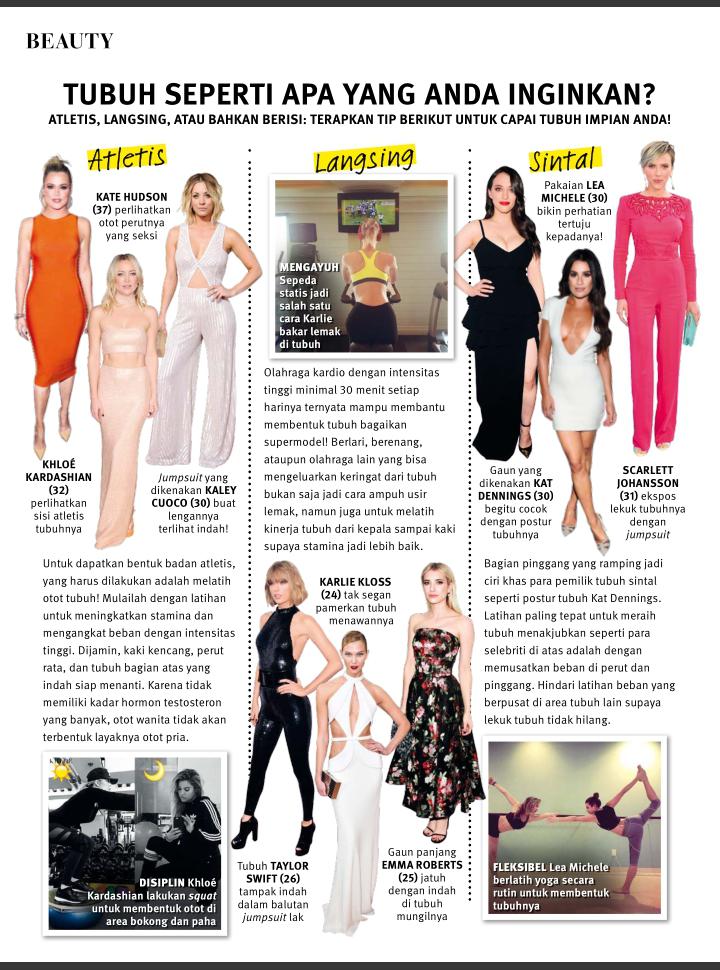 BEAUTY
TUBUH SEPERTI APA YANG ANDA INGINKAN?
ATLETIS, LANGSING, ATAU BAHKAN BERISI: TERAPKAN TIP BERIKUT UNTUK CAPAI TUBUH IMPIAN ANDA!
Atletis
KATE HUDSON
(37) perlihatkan
otot perutnya
yang seksi
KHLOÉ
KARDASHIAN
(32)
perlihatkan
sisi atletis
tubuhnya
Jumpsuit yang
dikenakan KALEY
CUOCO (30) buat
lengannya
terlihat indah!
Untuk dapatkan bentuk badan atletis,
yang harus dilakukan adalah melatih
otot tubuh! Mulailah dengan latihan
untuk meningkatkan stamina dan
mengangkat beban dengan intensitas
tinggi. Dijamin, kaki kencang, perut
rata, dan tubuh bagian atas yang
indah siap menanti. Karena tidak
memiliki kadar hormon testosteron
yang banyak, otot wanita tidak akan
terbentuk layaknya otot pria.
DISIPLIN Khloé
Kardashian lakukan squat
untuk membentuk otot di
area bokong dan paha
Langsing
MENGAYUH
Sepeda
statis jadi
salah satu
cara Karlie
bakar lemak
di tubuh
Olahraga kardio dengan intensitas
tinggi minimal 30 menit setiap
harinya ternyata mampu membantu
membentuk tubuh bagaikan
supermodel! Berlari, berenang,
ataupun olahraga lain yang bisa
mengeluarkan keringat dari tubuh
bukan saja jadi cara ampuh usir
lemak, namun juga untuk melatih
kinerja tubuh dari kepala sampai kaki
supaya stamina jadi lebih baik.
KARLIE KLOSS
(24) tak segan
pamerkan tubuh
menawannya
Tubuh TAYLOR
SWIFT (26)
tampak indah
dalam balutan
jumpsuit lak
Gaun panjang
EMMA ROBERTS
(25) jatuh
dengan indah
di tubuh
mungilnya
Sintal
Pakaian LEA
MICHELE (30)
bikin perhatian
tertuju
kepadanya!
Gaun yang
dikenakan KAT
DENNINGS (30)
begitu cocok
dengan postur
tubuhnya
SCARLETT
JOHANSSON
(31) ekspos
lekuk tubuhnya
dengan
jumpsuit
Bagian pinggang yang ramping jadi
ciri khas para pemilik tubuh sintal
seperti postur tubuh Kat Dennings.
Latihan paling tepat untuk meraih
tubuh menakjubkan seperti para
selebriti di atas adalah dengan
memusatkan beban di perut dan
pinggang. Hindari latihan beban yang
berpusat di area tubuh lain supaya
lekuk tubuh tidak hilang.
FLEKSIBEL Lea Michele
berlatih yoga secara
rutin untuk membentuk
tubuhnya